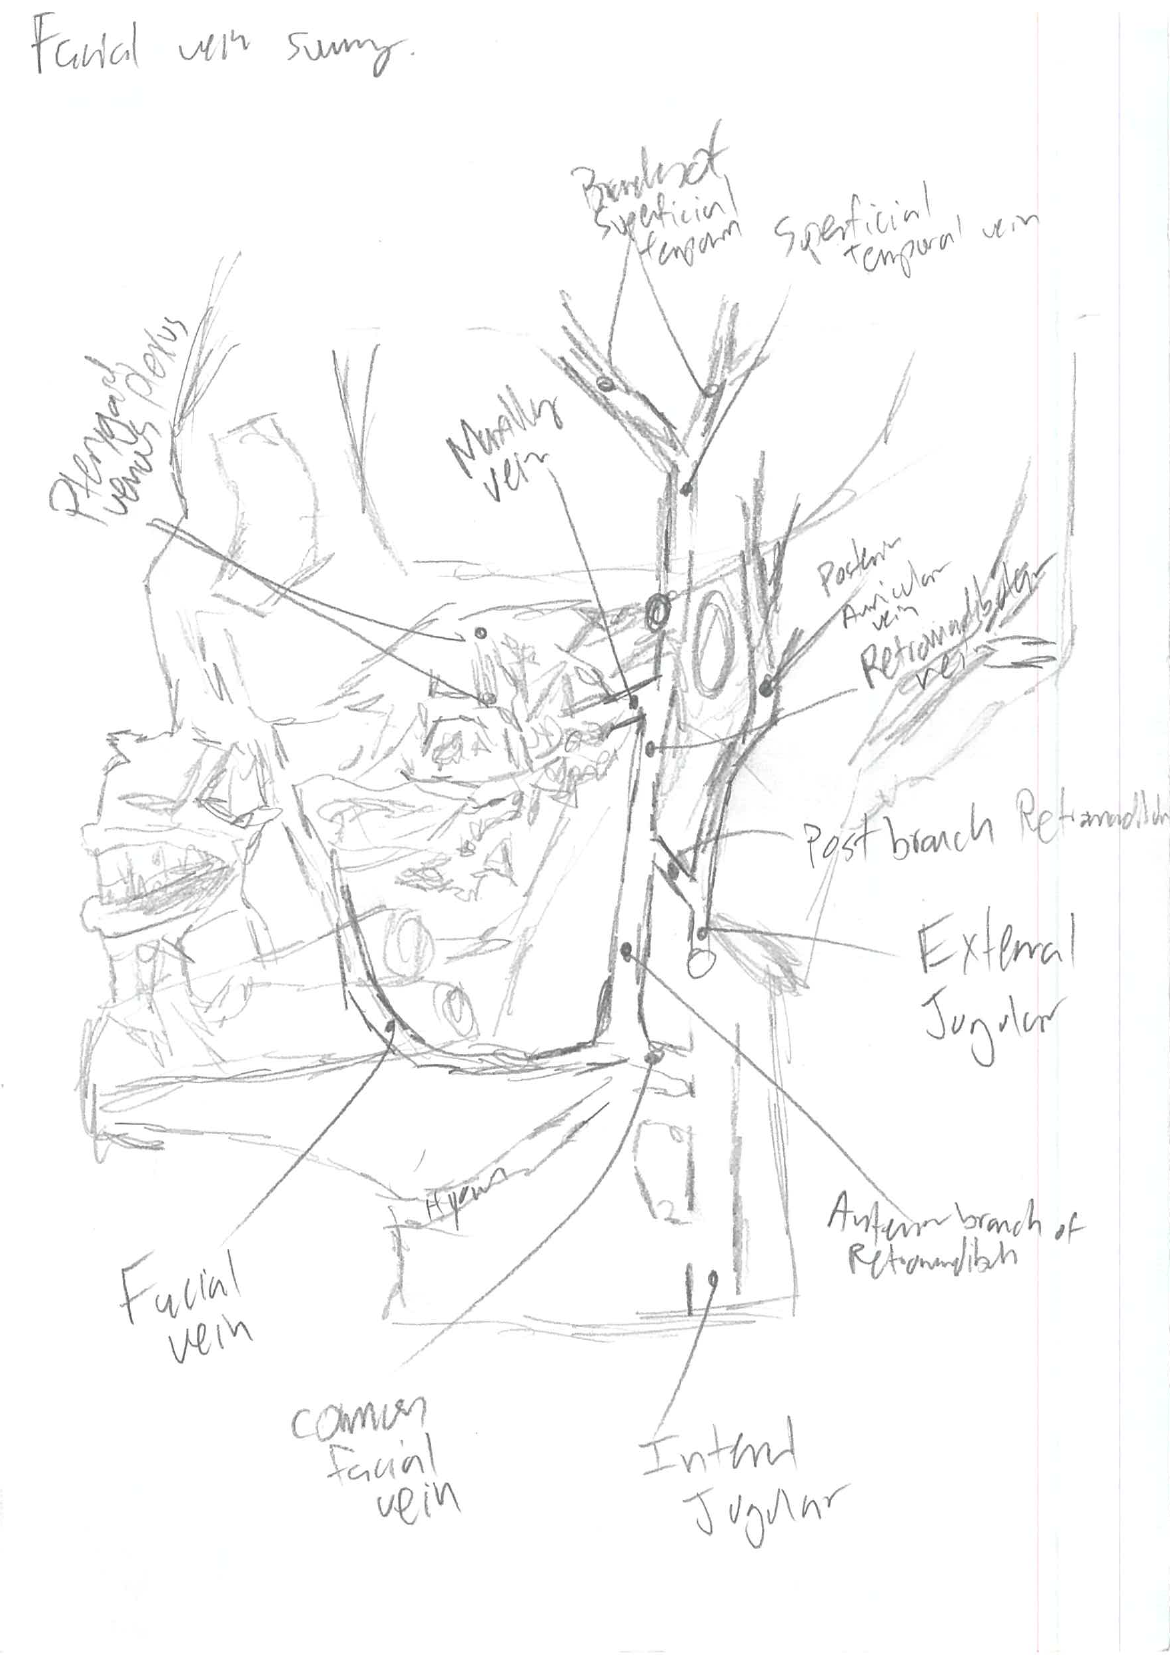 Facial vein summy.
Branches of
Superficial
temporal
Superficial
temporal vein
Pterygoid
venous plexus
Maxillary
vein
Posterior
Auricular
vein
Retromandibular
vein
Post branch Retromandibular
External
Jugular
Anterior branch of
Retromandibular
Hyoid
Facial
vein
common
facial
vein
Internal
Jugular